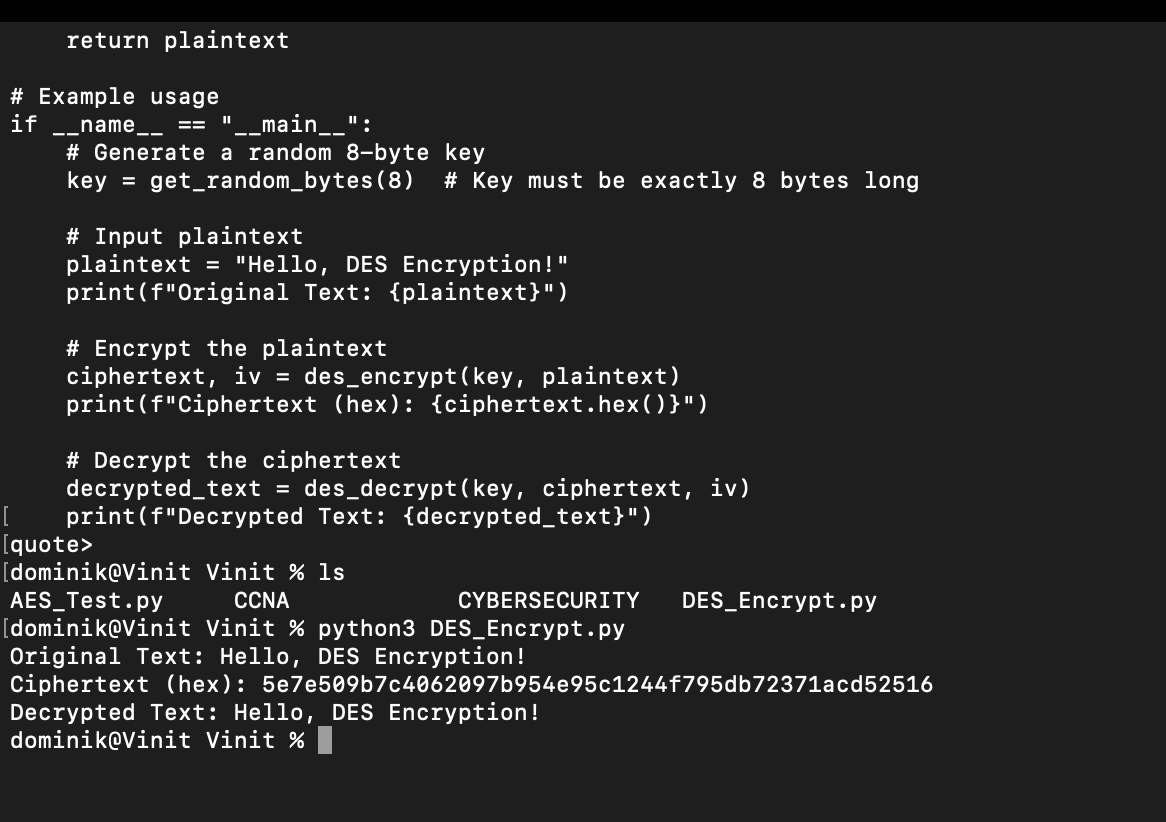 return plaintext

# Example usage
if __name__ == "__main__":
    # Generate a random 8-byte key
    key = get_random_bytes(8)  # Key must be exactly 8 bytes long

    # Input plaintext
    plaintext = "Hello, DES Encryption!"
    print(f"Original Text: {plaintext}")

    # Encrypt the plaintext
    ciphertext, iv = des_encrypt(key, plaintext)
    print(f"Ciphertext (hex): {ciphertext.hex()}")

    # Decrypt the ciphertext
    decrypted_text = des_decrypt(key, ciphertext, iv)
[    print(f"Decrypted Text: {decrypted_text}")
[quote>
[dominik@Vinit Vinit % ls
AES_Test.py     CCNA            CYBERSECURITY   DES_Encrypt.py
[dominik@Vinit Vinit % python3 DES_Encrypt.py
Original Text: Hello, DES Encryption!
Ciphertext (hex): 5e7e509b7c4062097b954e95c1244f795db72371acd52516
Decrypted Text: Hello, DES Encryption!
dominik@Vinit Vinit %